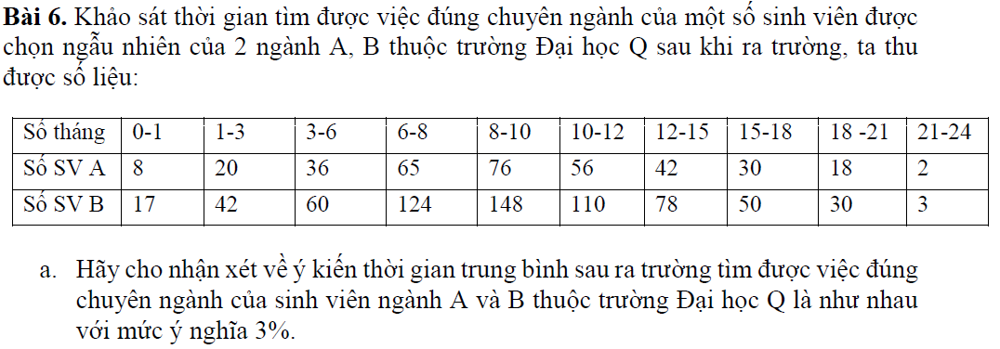 Bài 6. Khảo sát thời gian tìm được việc đúng chuyên ngành của một số sinh viên được
chọn ngẫu nhiên của 2 ngành A, B thuộc trường Đại học Q sau khi ra trường, ta thu
được số liệu:
Số tháng 0-1 1-3 3-6 6-8 8-10 10-12 12-15 15-18 18 -21 21-24
Số SV A 8 20 36 65 76 56 42 30 18 2
Số SV B 17 42 60 124 148 110 78 50 30 3
a. Hãy cho nhận xét về ý kiến thời gian trung bình sau ra trường tìm được việc đúng
chuyên ngành của sinh viên ngành A và B thuộc trường Đại học Q là như nhau
với mức ý nghĩa 3%.